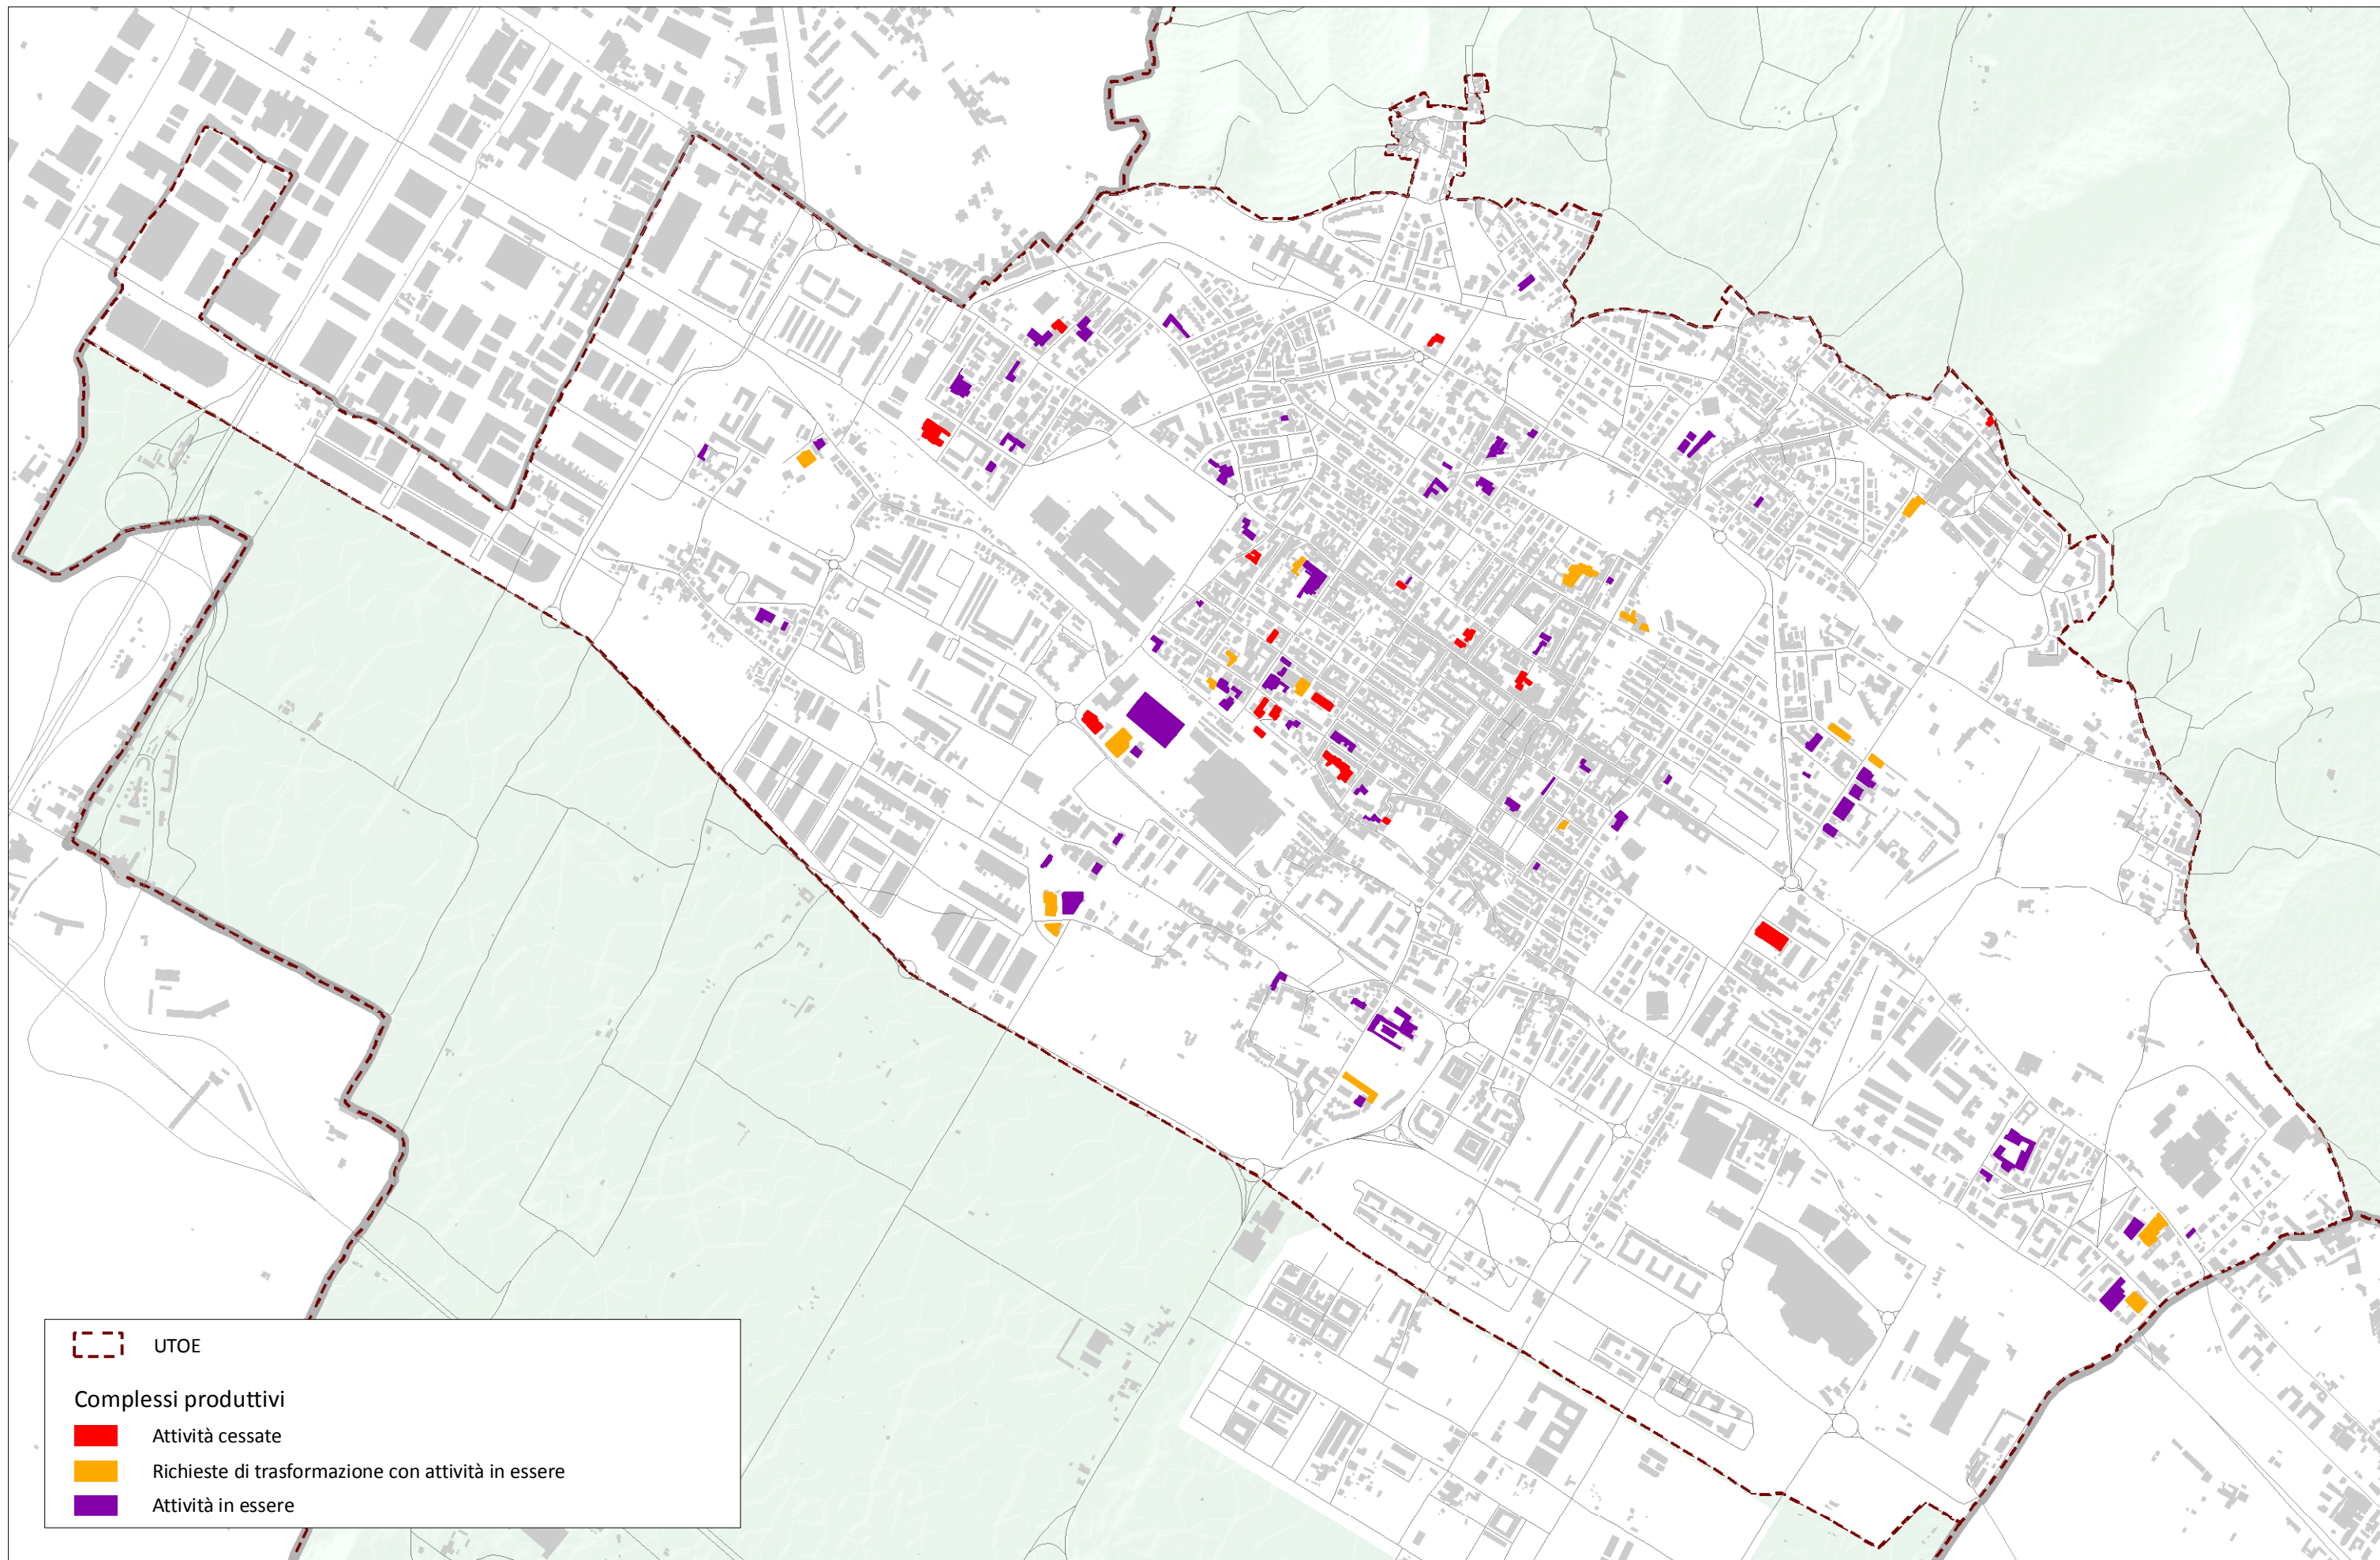 UTOE
Complessi produttivi
Attività cessate
Richieste di trasformazione con attività in essere
Attività in essere